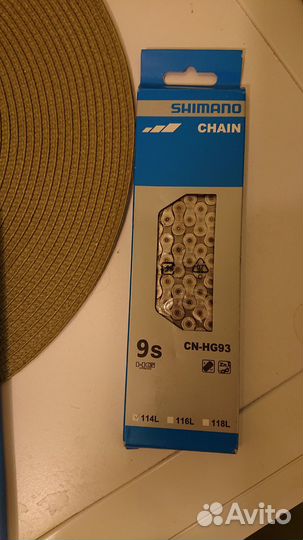 SHIMANO
CHAIN
9s
CN-HG93
114L 116L 118L
Avito